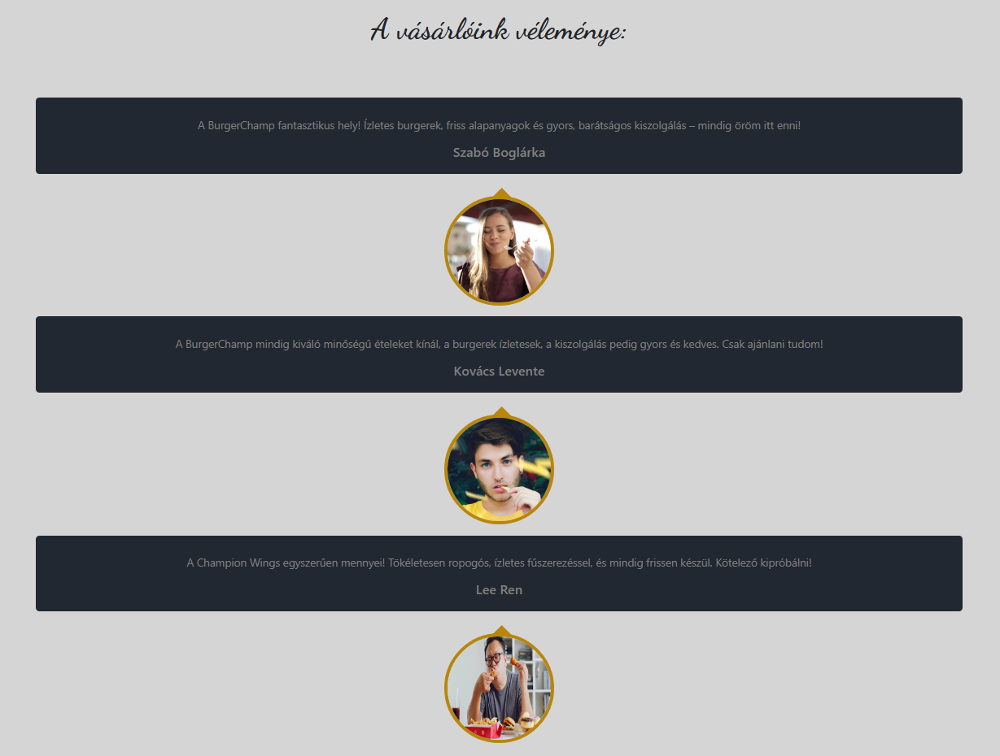 A vásárlóink véleménye:
A BurgerChamp fantasztikus hely! Ízletes burgerek, friss alapanyagok és gyors, barátságos kiszolgálás – mindig öröm itt enni!
Szabó Boglárka
A BurgerChamp mindig kiváló minőségű ételeket kínál, a burgerek ízletesek, a kiszolgálás pedig gyors és kedves. Csak ajánlani tudom!
Kovács Levente
A Champion Wings egyszerűen mennyei! Tökéletesen ropogós, ízletes fűszerezéssel, és mindig frissen készül. Kötelező kipróbálni!
Lee Ren